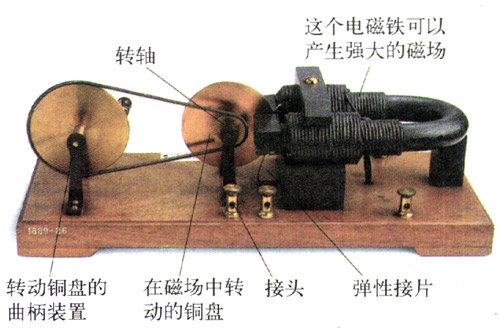 这个电磁铁可以
产生强大的磁场
转轴
1889-86
转动铜盘的
曲柄装置
在磁场中转
动的铜盘
接头
弹性接片